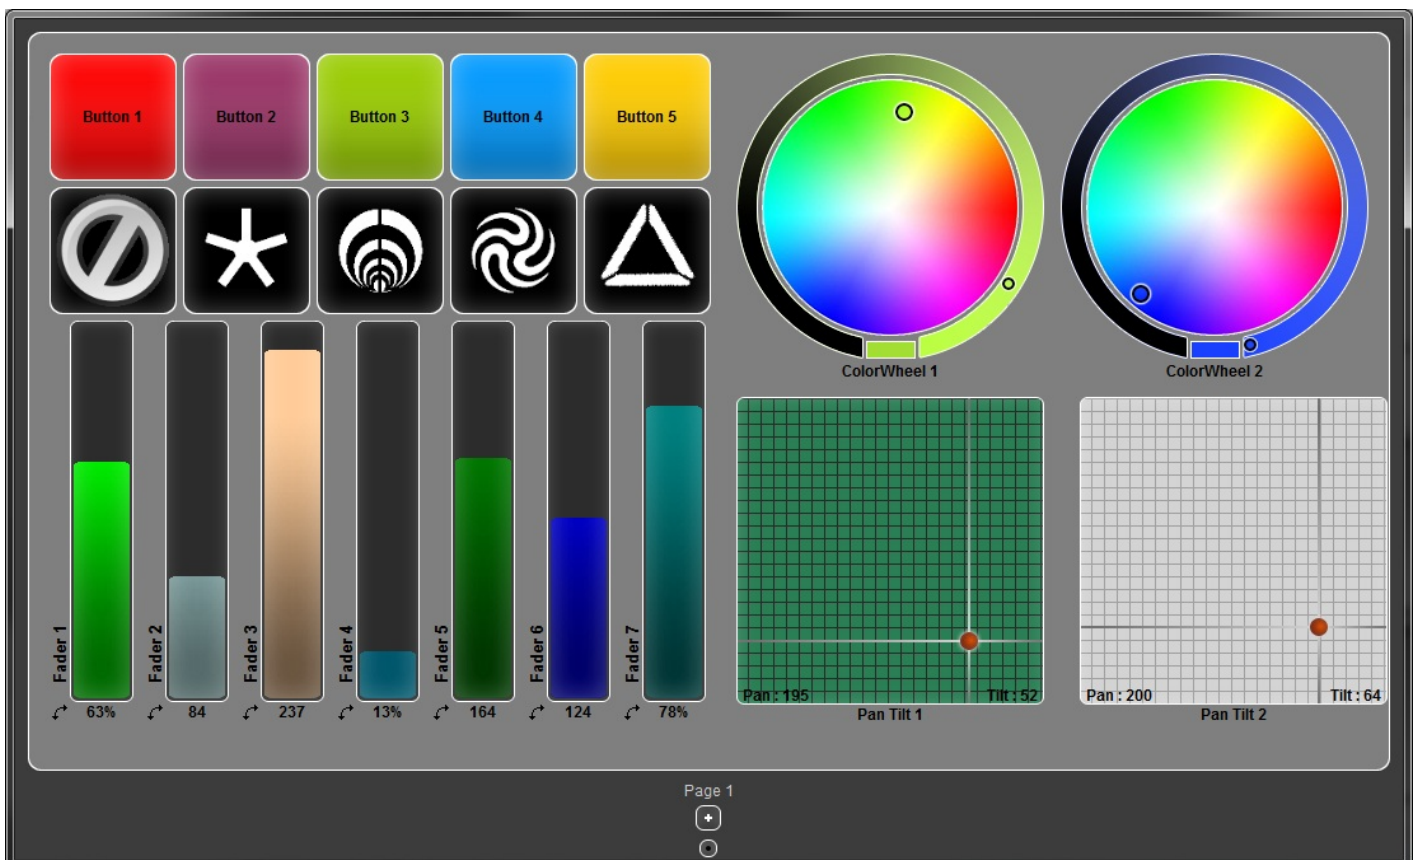 Button 1
Button 2
Button 3
Button 4
Button 5
ColorWheel 1
ColorWheel 2
Fader 1
Fader 2
Fader 3
Fader 4
Fader 5
Fader 6
Fader 7
63%
84
237
13%
164
124
78%
Pan : 195
Tilt : 52
Pan Tilt 1
Pan : 200
Tilt : 64
Pan Tilt 2
Page 1